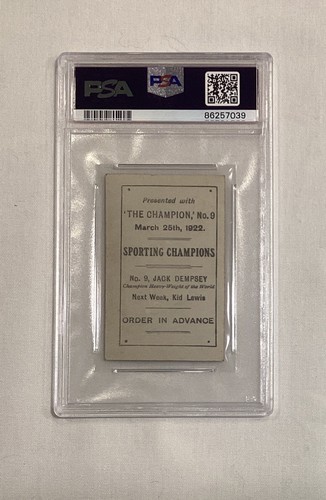 PSA
PSA
86257039
Presented with
'THE CHAMPION,' No. 9
March 25th, 1922.
SPORTING CHAMPIONS
No. 9, JACK DEMPSEY
Champion Heavy-Weight of the World
Next Week, Kid Lewis
ORDER IN ADVANCE